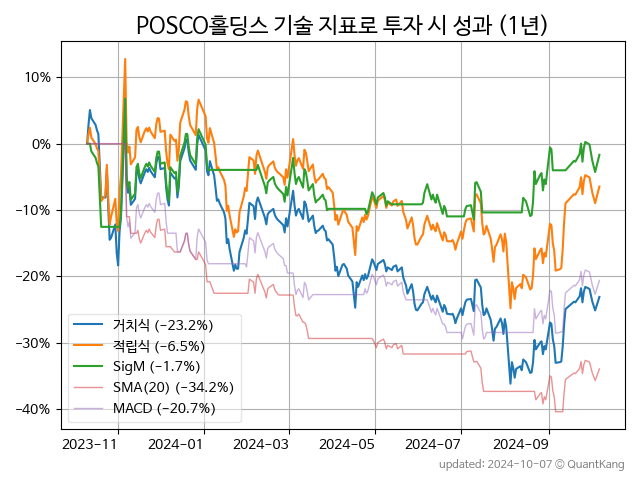 POSCO홀딩스 기술 지표로 투자 시 성과 (1년)
10%
0%
−10%
−20%
−30%
−40%
거치식 (−23.2%)
적립식 (−6.5%)
SigM (−1.7%)
SMA(20) (−34.2%)
MACD (−20.7%)
2023−11
2024−01
2024−03
2024−05
2024−07
2024−09
updated: 2024-10-07 © QuantKang